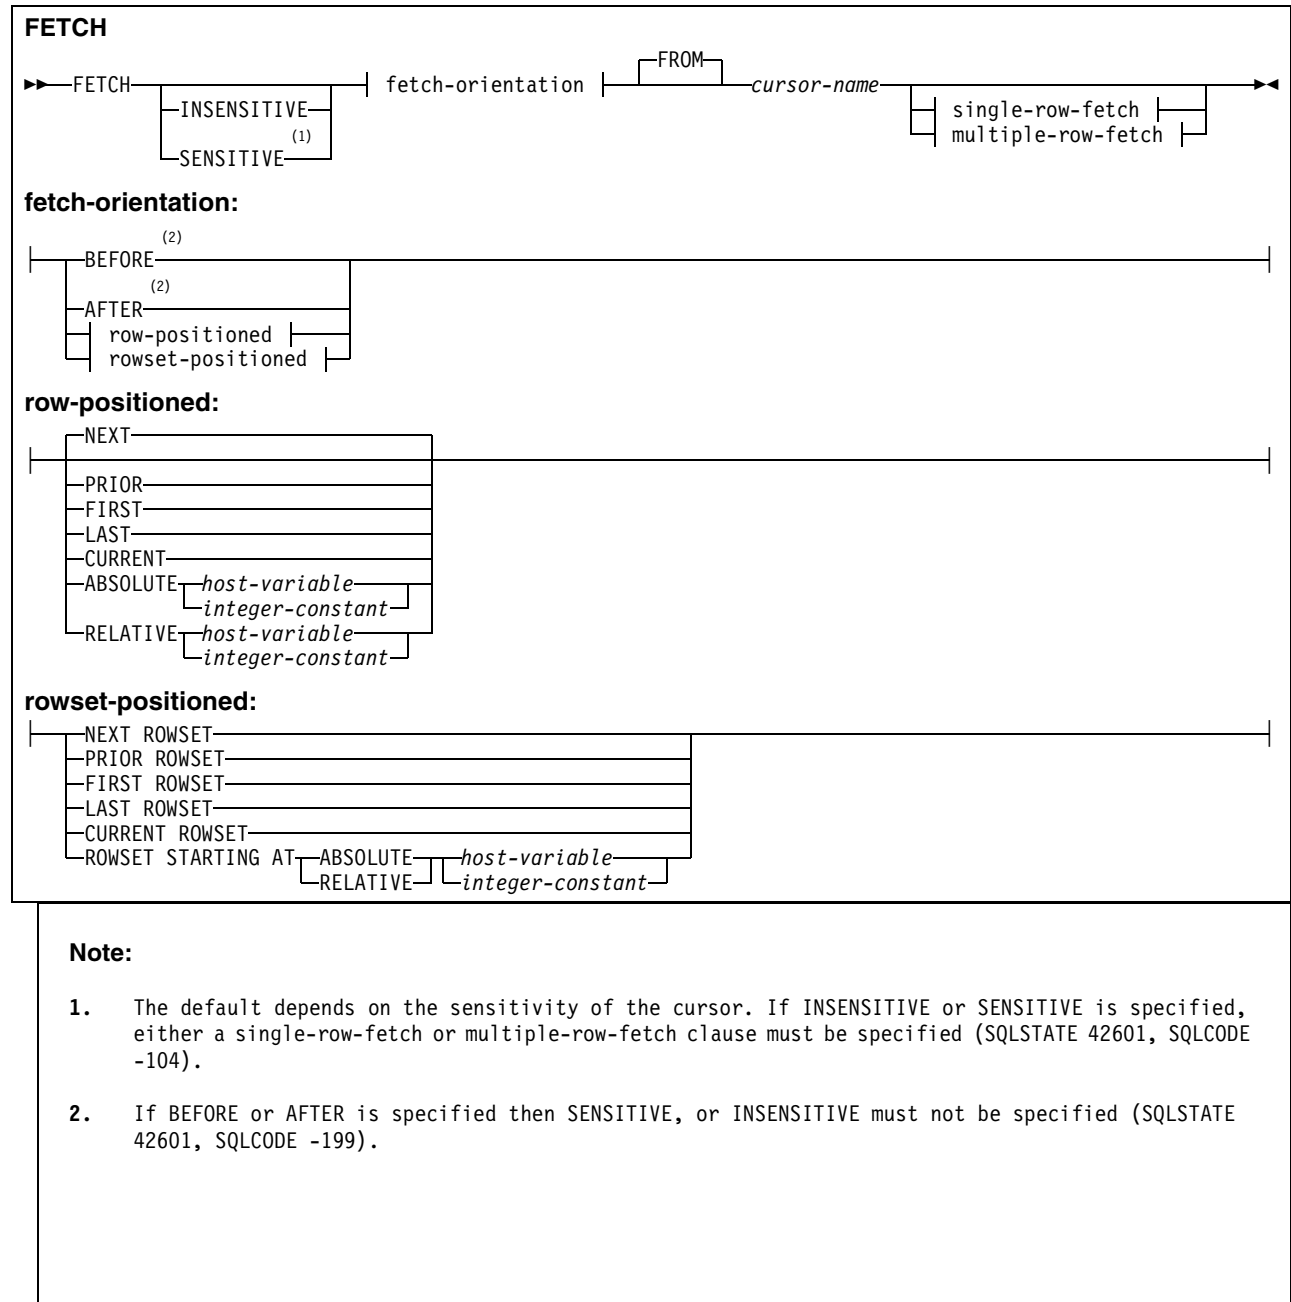 FETCH
FROM
FETCH fetch-orientation cursor-name
INSENSITIVE single-row-fetch
(1) multiple-row-fetch
SENSITIVE
fetch-orientation:
(2)
BEFORE
(2)
AFTER
row-positioned
rowset-positioned
row-positioned:
NEXT
PRIOR
FIRST
LAST
CURRENT
ABSOLUTE host-variable
integer-constant
RELATIVE host-variable
integer-constant
rowset-positioned:
NEXT ROWSET
PRIOR ROWSET
FIRST ROWSET
LAST ROWSET
CURRENT ROWSET
ROWSET STARTING AT ABSOLUTE host-variable
RELATIVE integer-constant
Note:
1. The default depends on the sensitivity of the cursor. If INSENSITIVE or SENSITIVE is specified,
either a single-row-fetch or multiple-row-fetch clause must be specified (SQLSTATE 42601, SQLCODE
-104).
2. If BEFORE or AFTER is specified then SENSITIVE, or INSENSITIVE must not be specified (SQLSTATE
42601, SQLCODE -199).